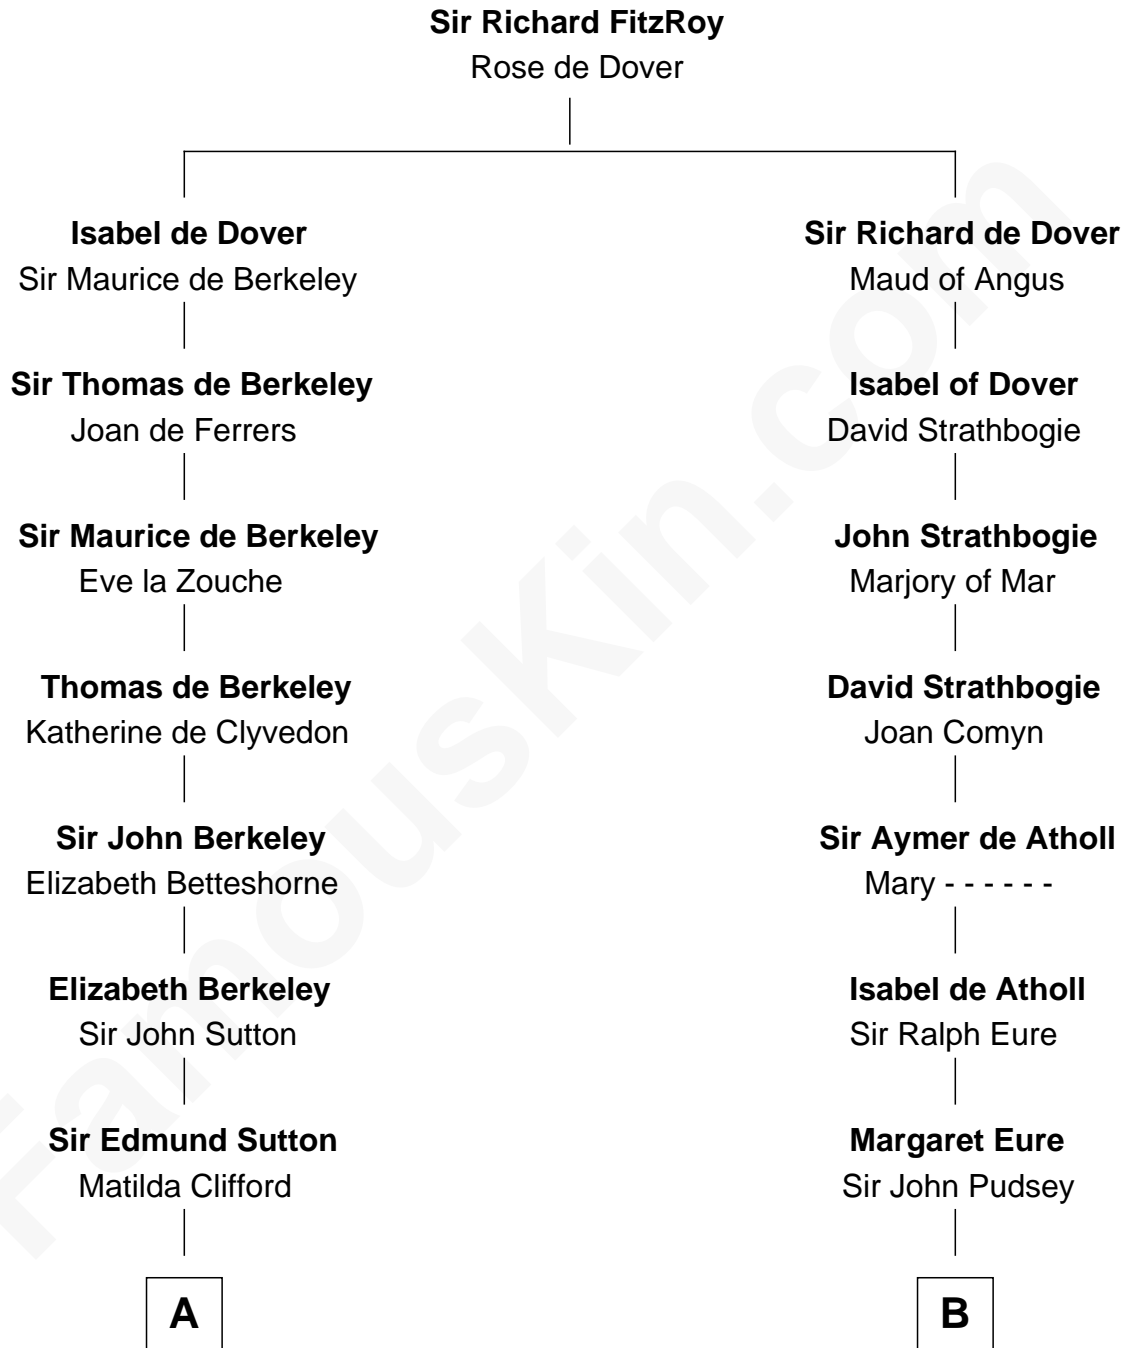 Sir Richard FitzRoy
Rose de Dover
Isabel de Dover
Sir Maurice de Berkeley
Sir Richard de Dover
Maud of Angus
Sir Thomas de Berkeley
Joan de Ferrers
Isabel of Dover
David Strathbogie
Sir Maurice de Berkeley
Eve la Zouche
John Strathbogie
Marjory of Mar
Thomas de Berkeley
Katherine de Clyvedon
David Strathbogie
Joan Comyn
Sir John Berkeley
Elizabeth Betteshorne
Sir Aymer de Atholl
Mary - - - - - -
Elizabeth Berkeley
Sir John Sutton
Isabel de Atholl
Sir Ralph Eure
Sir Edmund Sutton
Matilda Clifford
Margaret Eure
Sir John Pudsey
A
B
FamousKin.com